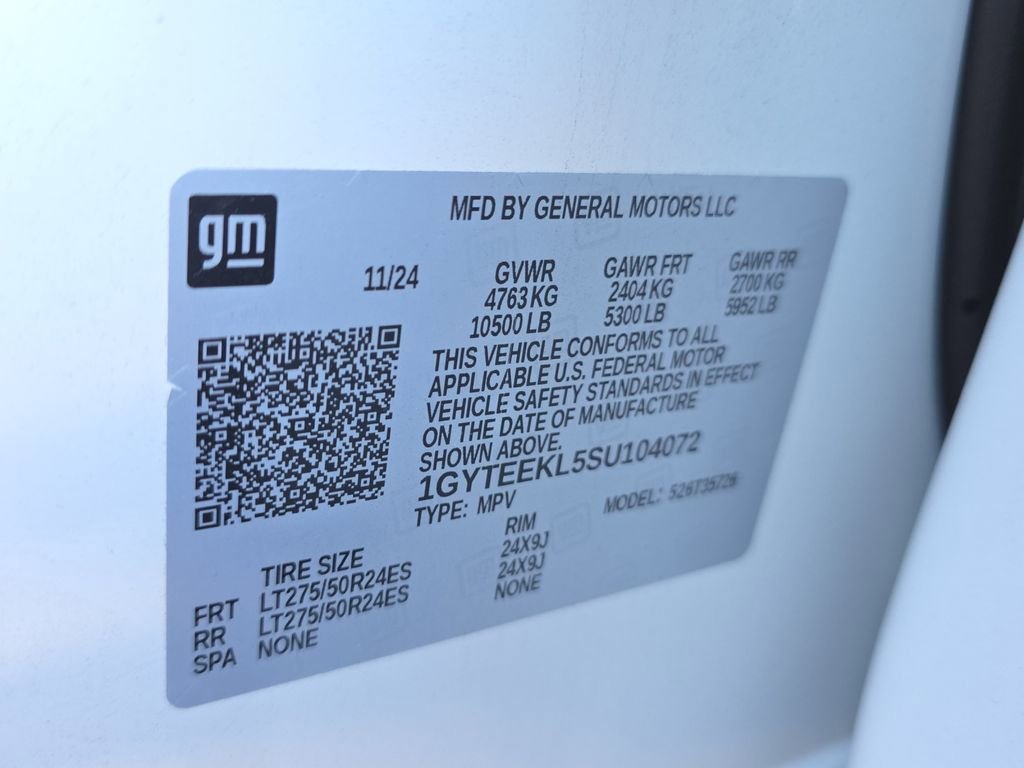 gm
MFD BY GENERAL MOTORS LLC
11/24
GVWR GAWR FRT GAWR RR
4763 KG 2404 KG 2700 KG
10500 LB 5300 LB 5952 LB
THIS VEHICLE CONFORMS TO ALL
APPLICABLE U.S. FEDERAL MOTOR
VEHICLE SAFETY STANDARDS IN EFFECT
ON THE DATE OF MANUFACTURE
SHOWN ABOVE.
1GYTEEKL5SU104072
TYPE: MPV MODEL:
TIRE SIZE RIM
FRT LT275/50R24ES 24X9J
RR LT275/50R24ES 24X9J
SPA NONE NONE